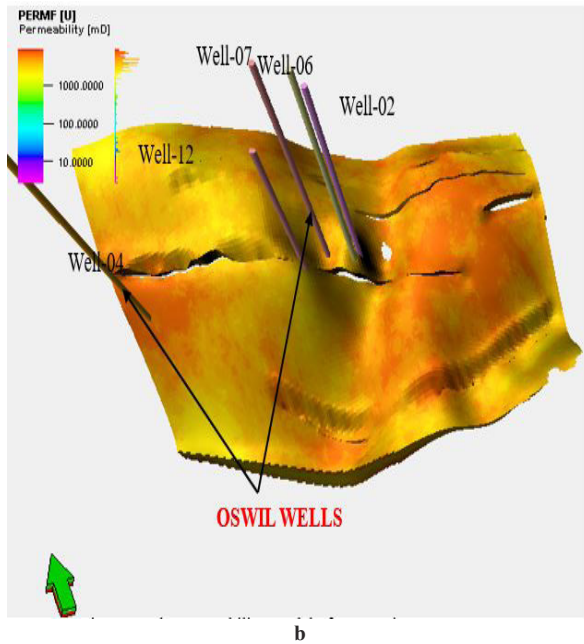 PERMF [U]
Permeability [mD]
1000.0000
100.0000
10.0000
Well-07
Well-06
Well-02
Well-12
Well-04
OSWIL WELLS
b